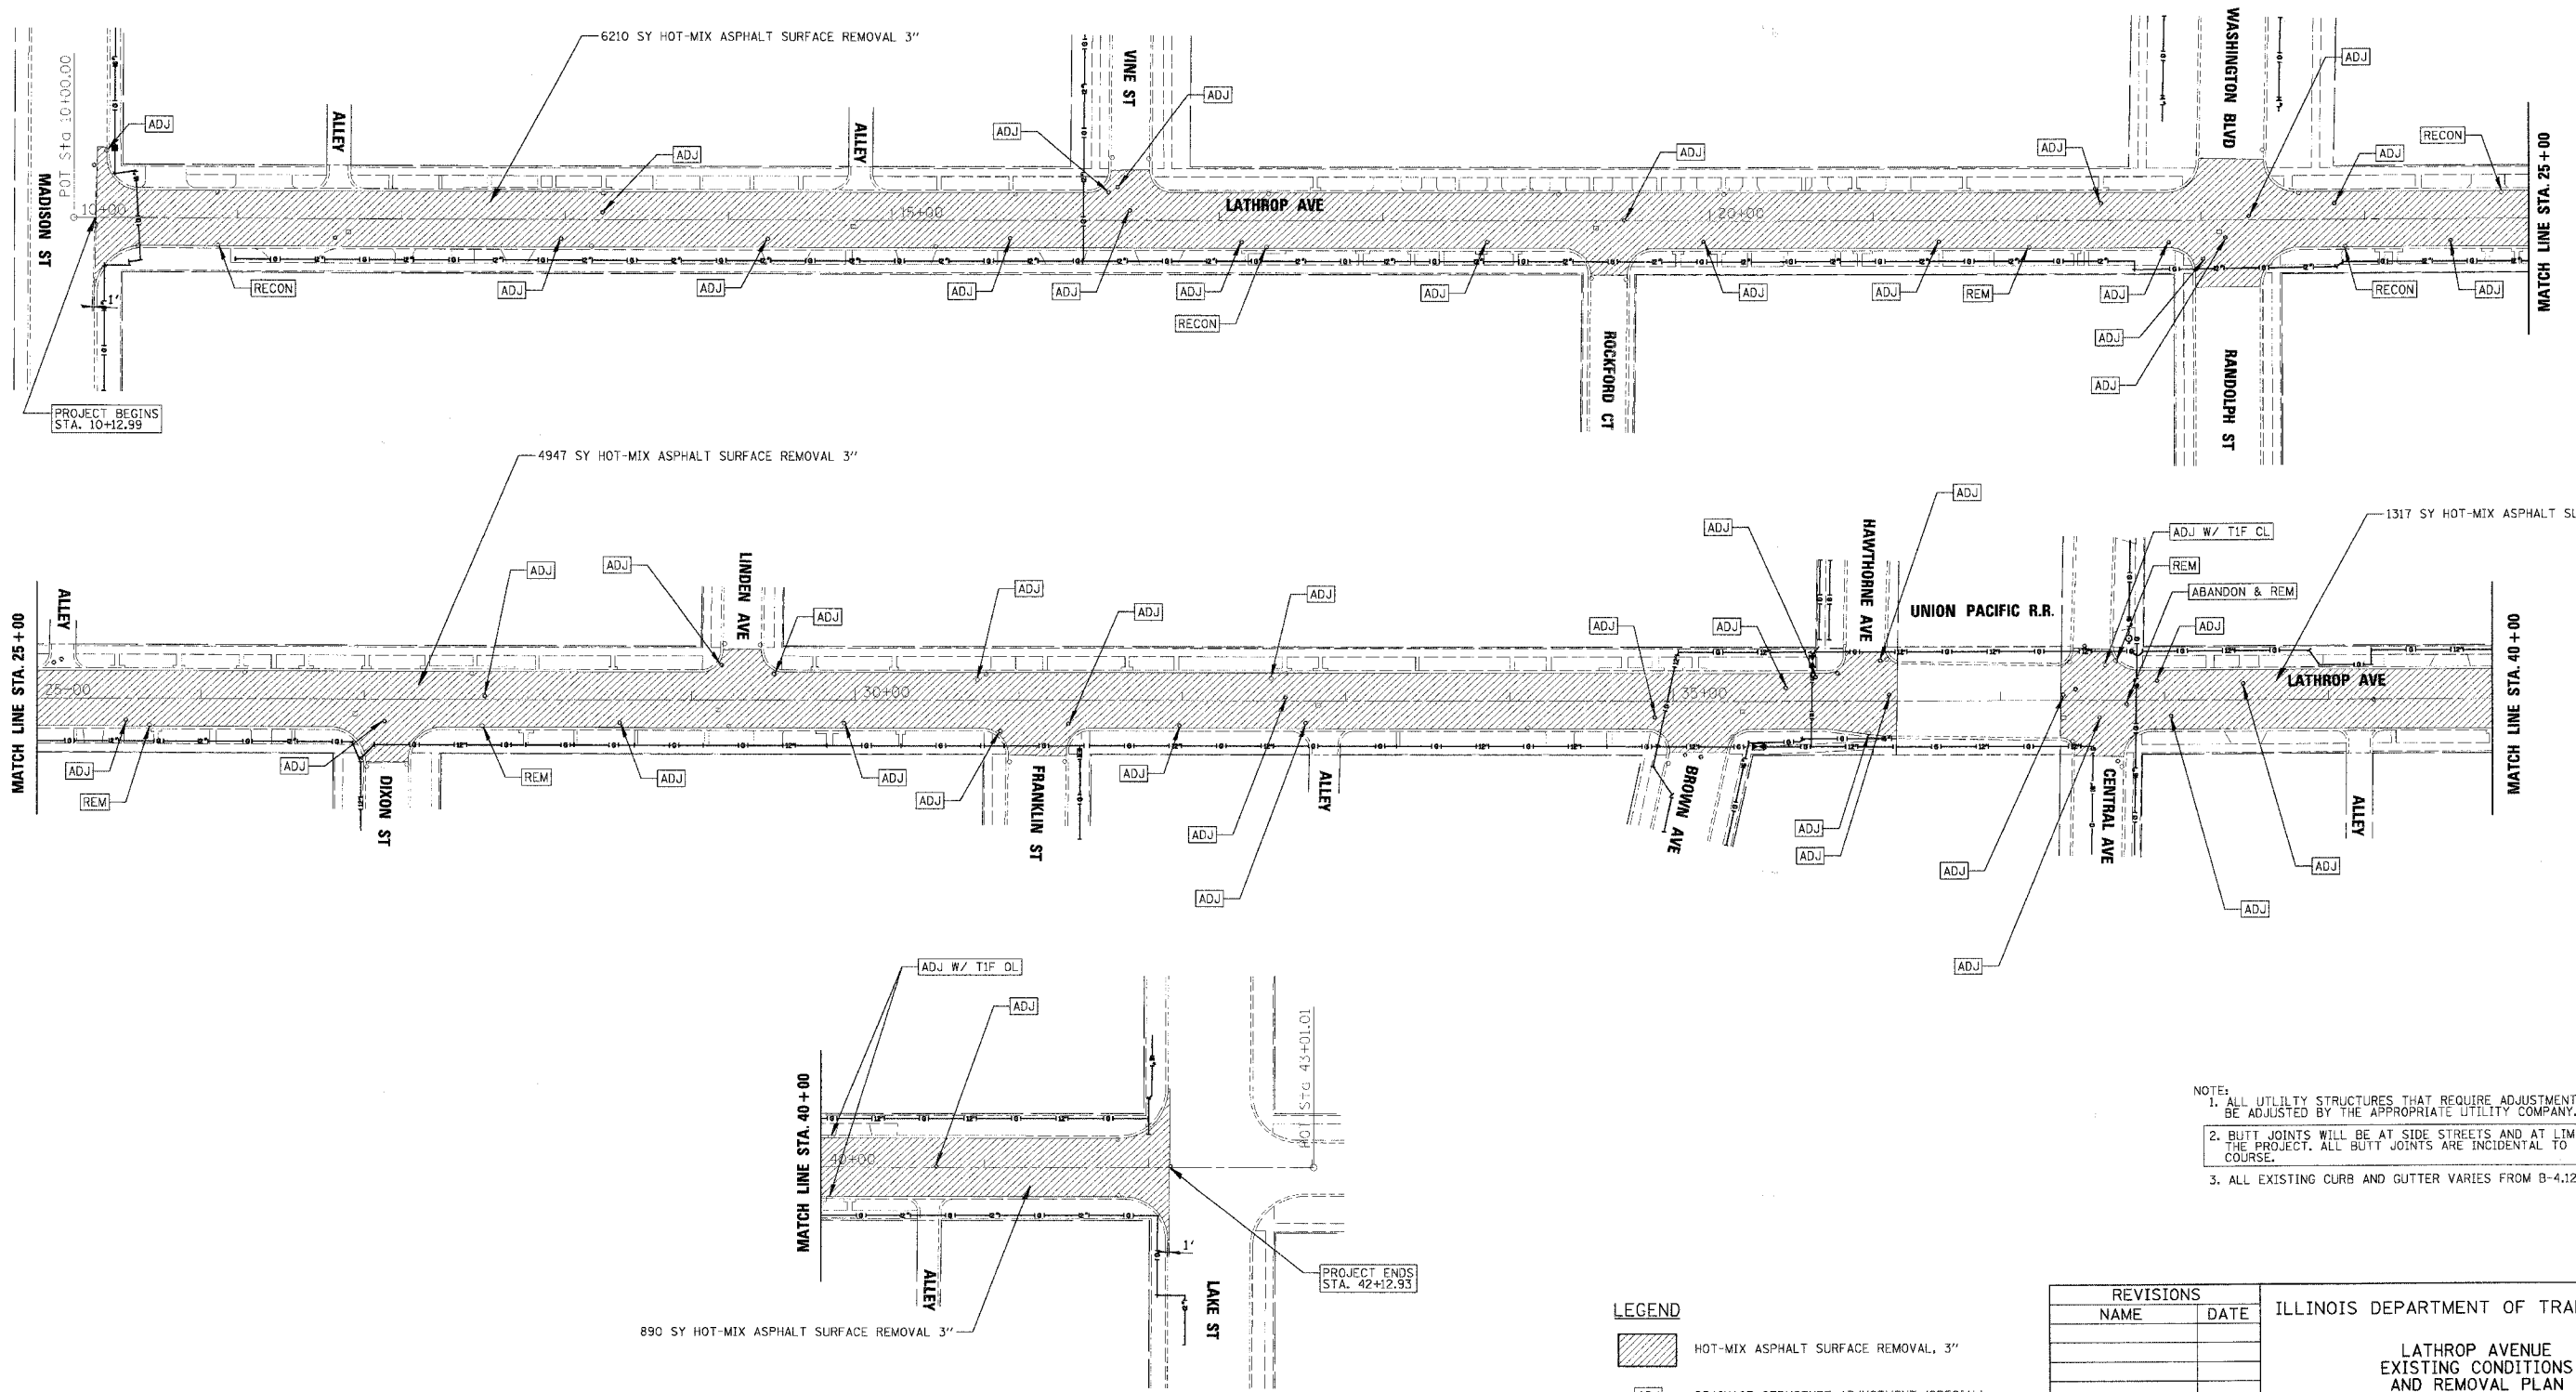 6210 SY HOT-MIX ASPHALT SURFACE REMOVAL 3"
POT Sta 10+00.00
MADISON ST
ADJ
ALLEY
ADJ
ALLEY
ADJ
VINE ST
ADJ
ADJ
ADJ
WASHINGTON BLVD
ADJ
ADJ
RECON
MATCH LINE STA. 25+00
10+00
15+00
LATHROP AVE
20+00
1'
RECON
ADJ
ADJ
ADJ
ADJ
ADJ
RECON
ADJ
ROCKFORD CT
ADJ
ADJ
REM
ADJ
ADJ
ADJ
RANDOLPH ST
RECON
ADJ
PROJECT BEGINS
STA. 10+12.99
4947 SY HOT-MIX ASPHALT SURFACE REMOVAL 3"
MATCH LINE STA. 25+00
ALLEY
ADJ
ADJ
LINDEN AVE
ADJ
ADJ
ADJ
ADJ
ADJ
ADJ
ADJ
HAWTHORNE AVE
ADJ
UNION PACIFIC R.R.
1317 SY HOT-MIX ASPHALT
ADJ W/ T1F CL
REM
ABANDON & REM
ADJ
LATHROP AVE
MATCH LINE STA. 40+00
25+00
30+00
35+00
ADJ
REM
ADJ
DIXON ST
REM
ADJ
ADJ
ADJ
FRANKLIN ST
ADJ
ADJ
ADJ
ALLEY
BROWN AVE
ADJ
ADJ
ADJ
ADJ
CENTRAL AVE
ADJ
ADJ
ALLEY
ADJ W/ T1F OL
ADJ
MATCH LINE STA. 40+00
40+00
POT Sta 43+01.01
1'
ALLEY
LAKE ST
PROJECT ENDS
STA. 42+12.93
890 SY HOT-MIX ASPHALT SURFACE REMOVAL 3"
NOTE:
1. ALL UTLILTY STRUCTURES THAT REQUIRE ADJUSTMENT
BE ADJUSTED BY THE APPROPRIATE UTILITY COMPANY.
2. BUTT JOINTS WILL BE AT SIDE STREETS AND AT
THE PROJECT. ALL BUTT JOINTS ARE INCIDENTAL TO
COURSE.
3. ALL EXISTING CURB AND GUTTER VARIES FROM B-4.12
LEGEND
HOT-MIX ASPHALT SURFACE REMOVAL, 3"
REVISIONS
NAME DATE
ILLINOIS DEPARTMENT OF
LATHROP AVENUE
EXISTING CONDITIONS
AND REMOVAL PLAN